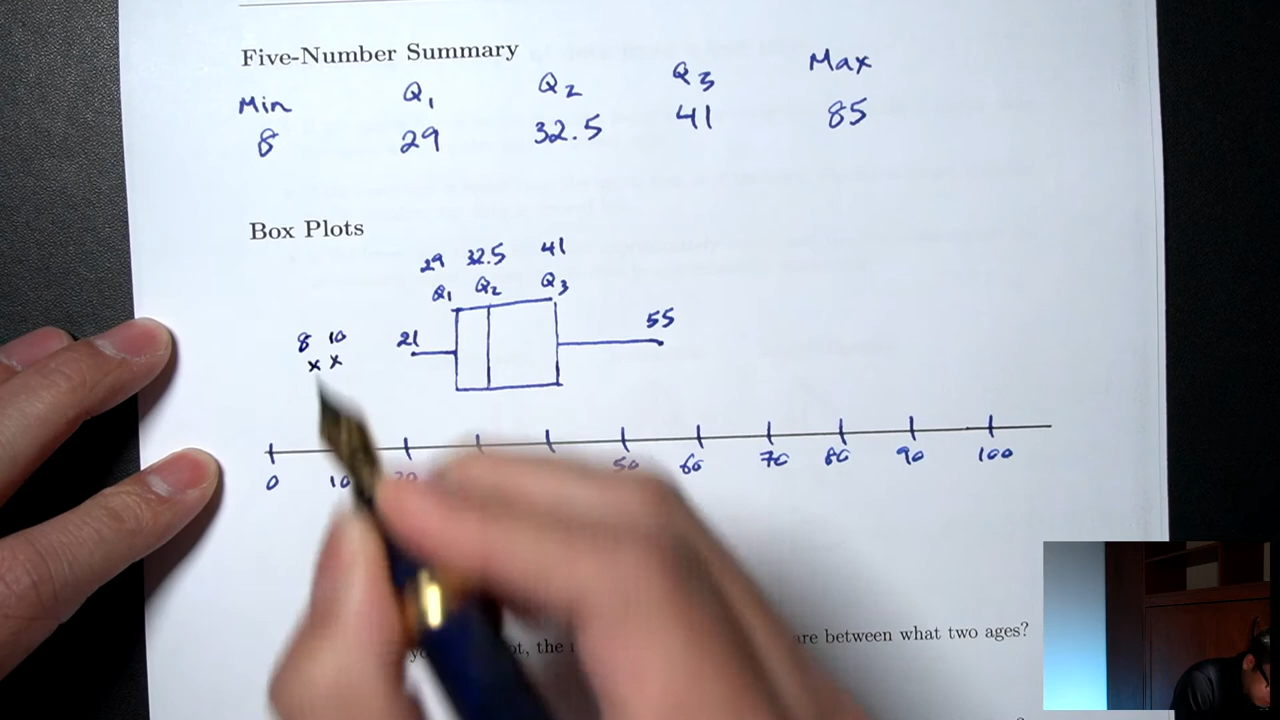 Five-Number Summary
Min Q1 Q2 Q3 Max
8 29 32.5 41 85
Box Plots
29 32.5 41
Q1 Q2 Q3
8 10 21 55
x x
0 10 20 50 60 70 80 90 100
the
are between what two ages?